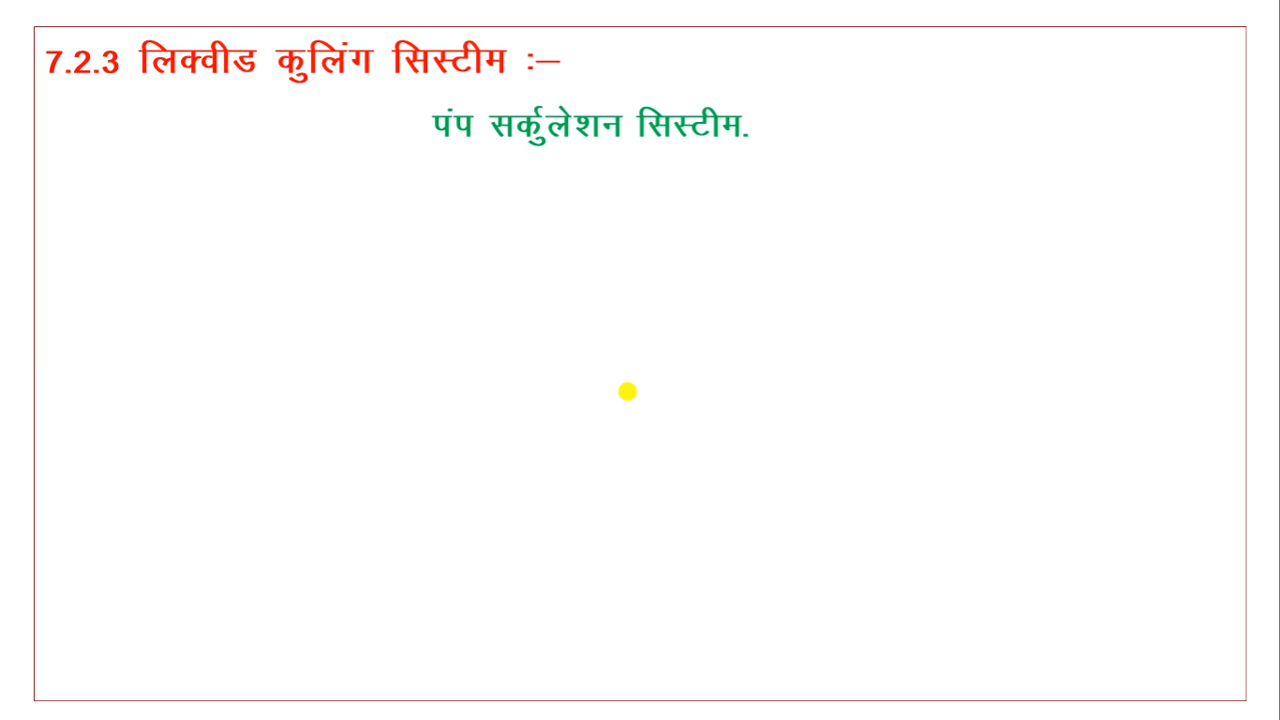 7.2.3 लिक्वीड कुलिंग सिस्टीम :–
पंप सर्कुलेशन सिस्टीम.